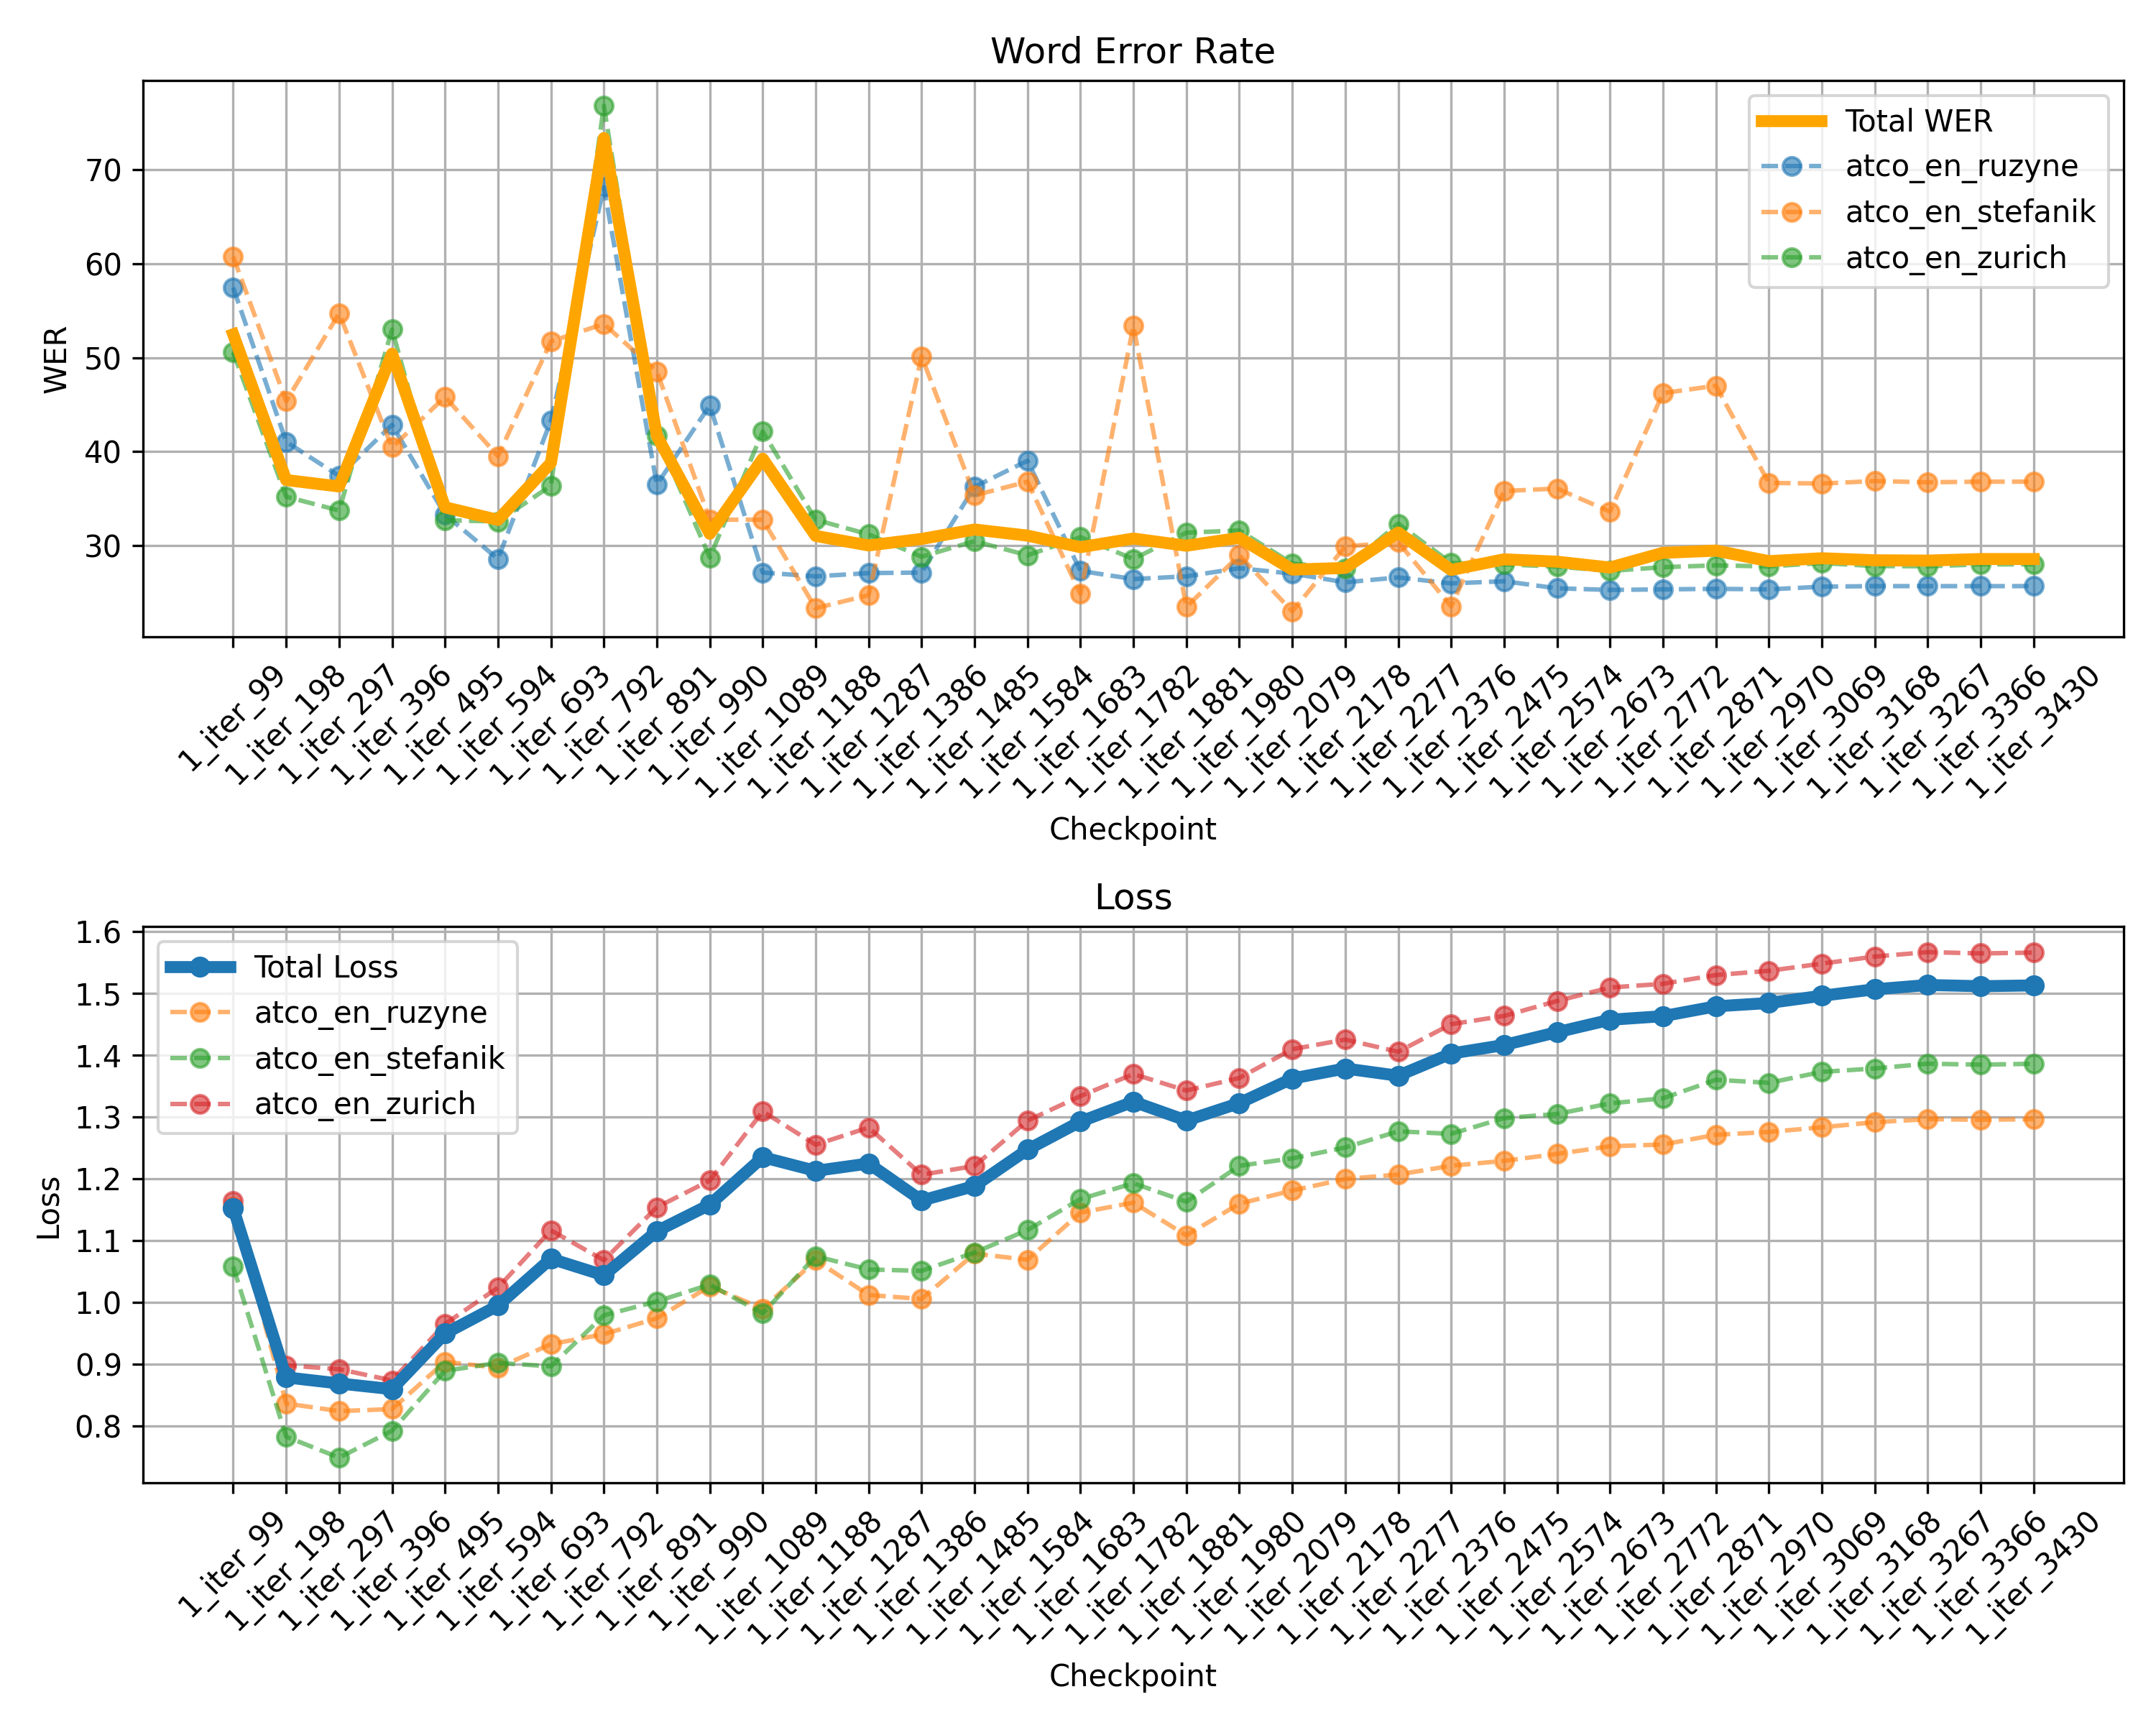 Word Error Rate
WER
70
60
50
40
30
Total WER
atco_en_ruzyne
atco_en_stefanik
atco_en_zurich
1_iter_99
1_iter_198
1_iter_297
1_iter_396
1_iter_495
1_iter_594
1_iter_693
1_iter_792
1_iter_891
1_iter_990
1_iter_1089
1_iter_1188
1_iter_1287
1_iter_1386
1_iter_1485
1_iter_1584
1_iter_1683
1_iter_1782
1_iter_1881
1_iter_1980
1_iter_2079
1_iter_2178
1_iter_2277
1_iter_2376
1_iter_2475
1_iter_2574
1_iter_2673
1_iter_2772
1_iter_2871
1_iter_2970
1_iter_3069
1_iter_3168
1_iter_3267
1_iter_3366
1_iter_3430
Checkpoint
Loss
Loss
1.6
1.5
1.4
1.3
1.2
1.1
1.0
0.9
0.8
Total Loss
atco_en_ruzyne
atco_en_stefanik
atco_en_zurich
1_iter_99
1_iter_198
1_iter_297
1_iter_396
1_iter_495
1_iter_594
1_iter_693
1_iter_792
1_iter_891
1_iter_990
1_iter_1089
1_iter_1188
1_iter_1287
1_iter_1386
1_iter_1485
1_iter_1584
1_iter_1683
1_iter_1782
1_iter_1881
1_iter_1980
1_iter_2079
1_iter_2178
1_iter_2277
1_iter_2376
1_iter_2475
1_iter_2574
1_iter_2673
1_iter_2772
1_iter_2871
1_iter_2970
1_iter_3069
1_iter_3168
1_iter_3267
1_iter_3366
1_iter_3430
Checkpoint